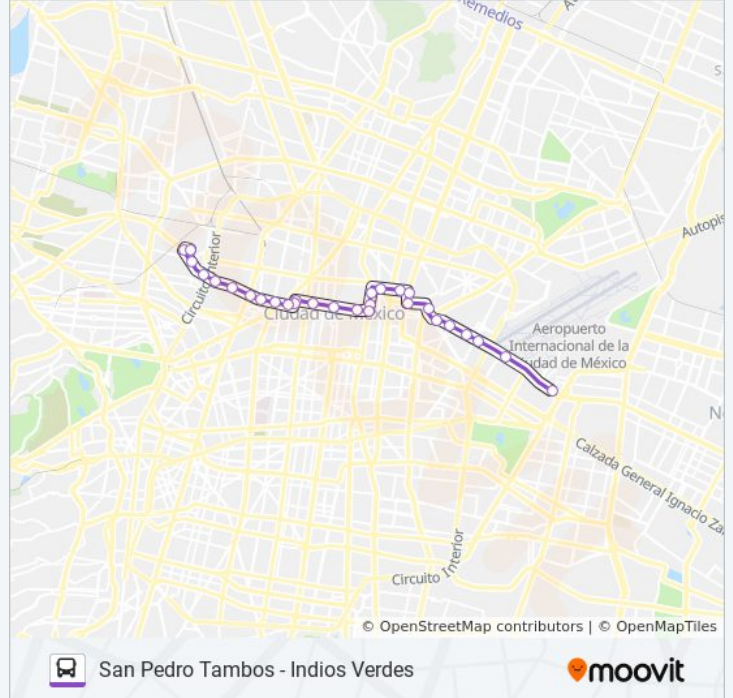 Remedios
Autopis
Circuito Interior
Ciudad de México
Aeropuerto
Internacional de la
Ciudad de México
Calzada General Ignacio Za
Circuito Interior
© OpenStreetMap contributors | © OpenMapTiles
San Pedro Tambos - Indios Verdes
moovit